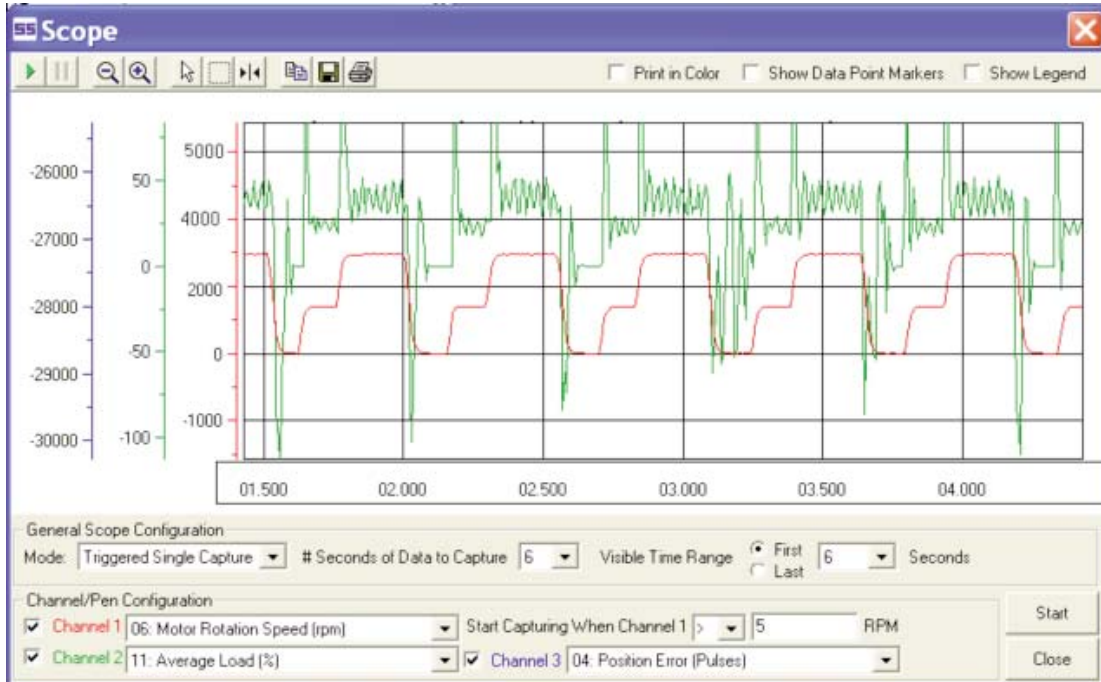 SS Scope
Print in Color Show Data Point Markers Show Legend
-26000
-27000
-28000
-29000
-30000
50
0
-50
-100
5000
4000
2000
0
-1000
01.500 02.000 02.500 03.000 03.500 04.000
General Scope Configuration
Mode: Triggered Single Capture # Seconds of Data to Capture 6 Visible Time Range First Last 6 Seconds
Channel/Pen Configuration
Channel 1 06: Motor Rotation Speed (rpm) Start Capturing When Channel 1 > 5 RPM
Channel 2 11: Average Load (%) Channel 3 04: Position Error (Pulses)
Start
Close